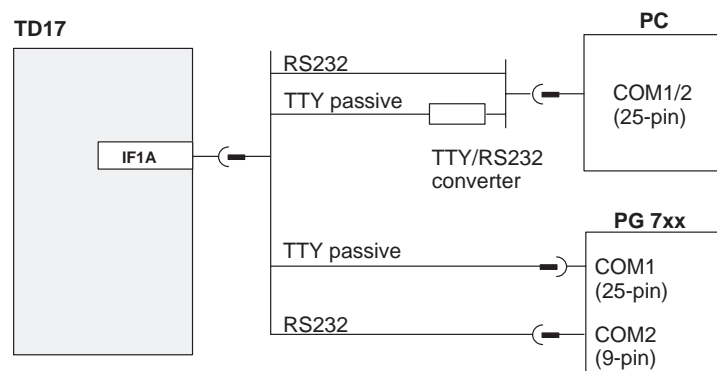 TD17
PC
RS232
TTY passive
COM1/2
(25-pin)
IF1A
TTY/RS232
converter
PG 7xx
TTY passive
COM1
(25-pin)
RS232
COM2
(9-pin)